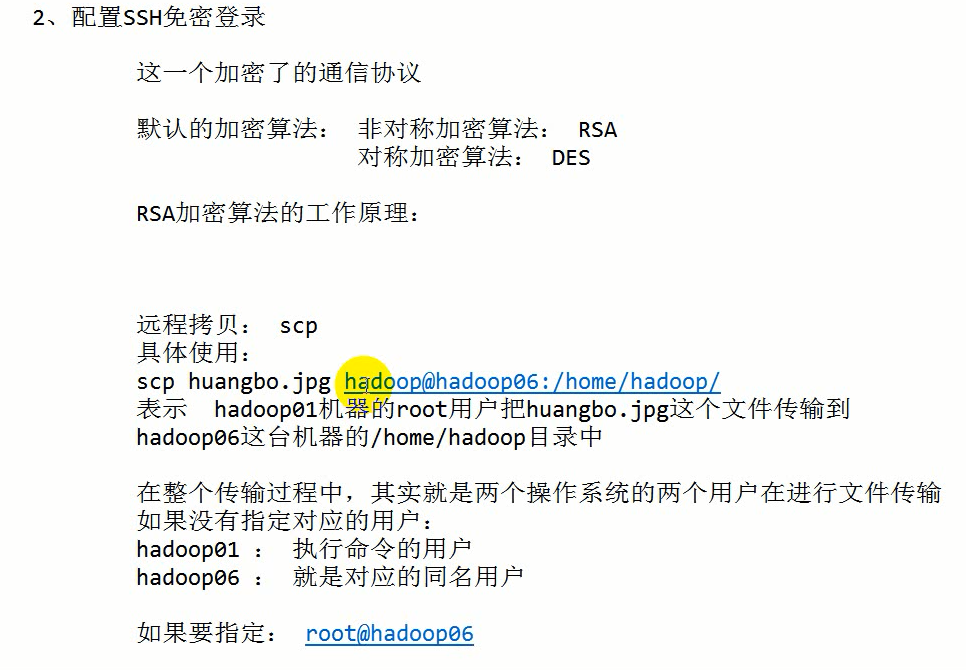 2、配置SSH免密登录
这一个加密了的通信协议
默认的加密算法： 非对称加密算法： RSA
对称加密算法： DES
RSA加密算法的工作原理：
远程拷贝： scp
具体使用：
scp huangbo.jpg hadoop@hadoop06:/home/hadoop/
表示 hadoop01机器的root用户把huangbo.jpg这个文件传输到
hadoop06这台机器的/home/hadoop目录中
在整个传输过程中，其实就是两个操作系统的两个用户在进行文件传输
如果没有指定对应的用户：
hadoop01 ： 执行命令的用户
hadoop06 ： 就是对应的同名用户
如果要指定： root@hadoop06